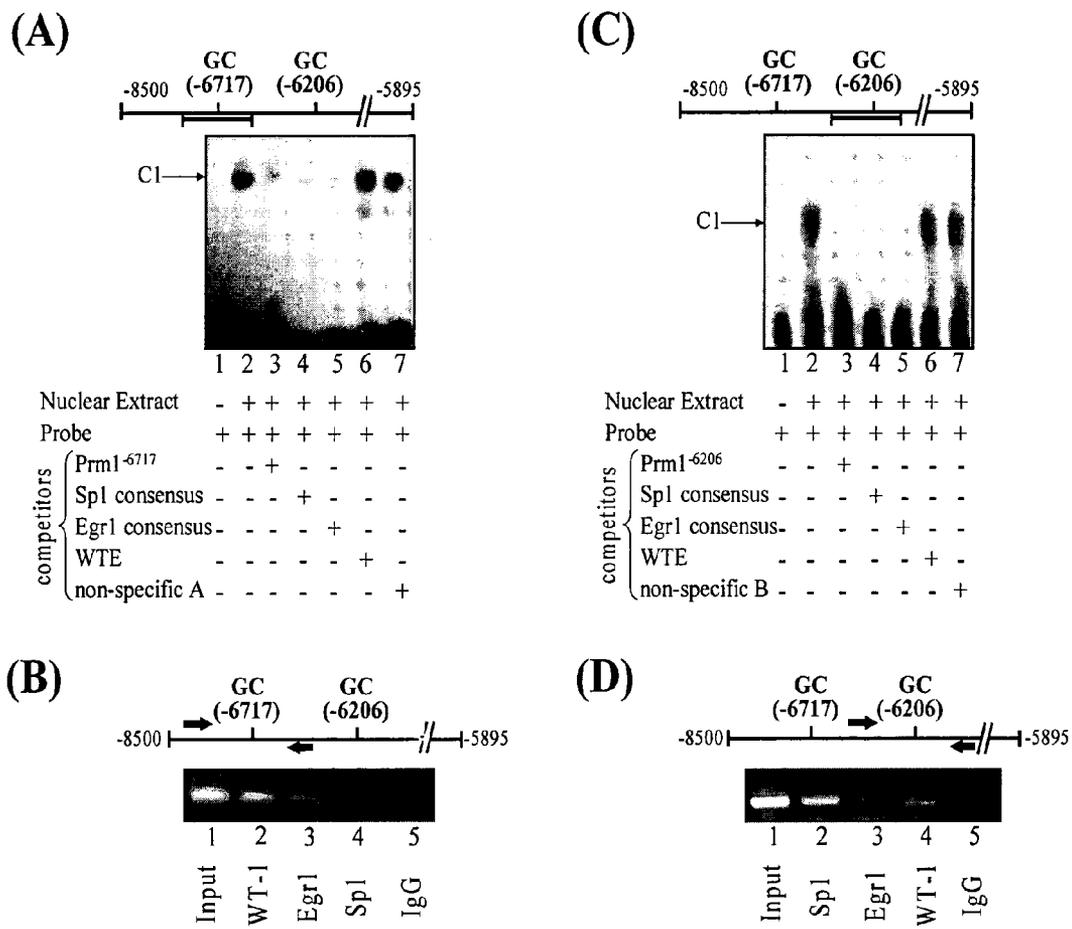 (A)
GC
(-6717)
GC
(-6206)
-8500
-5895
C1
1 2 3 4 5 6 7
Nuclear Extract - + + + + + +
Probe + + + + + + +
competitors
Prm1-6717 - - + - - - -
Sp1 consensus - - - + - - -
Egr1 consensus - - - - + - -
WTE - - - - - + -
non-specific A - - - - - - +
(C)
GC
(-6717)
GC
(-6206)
-8500
-5895
C1
1 2 3 4 5 6 7
Nuclear Extract - + + + + + +
Probe + + + + + + +
competitors
Prm1-6206 - - + - - - -
Sp1 consensus - - - + - - -
Egr1 consensus - - - - + - -
WTE - - - - - + -
non-specific B - - - - - - +
(B)
GC
(-6717)
GC
(-6206)
-8500
-5895
1 2 3 4 5
Input WT-1 Egr1 Sp1 IgG
(D)
GC
(-6717)
GC
(-6206)
-8500
-5895
1 2 3 4 5
Input Sp1 Egr1 WT-1 IgG